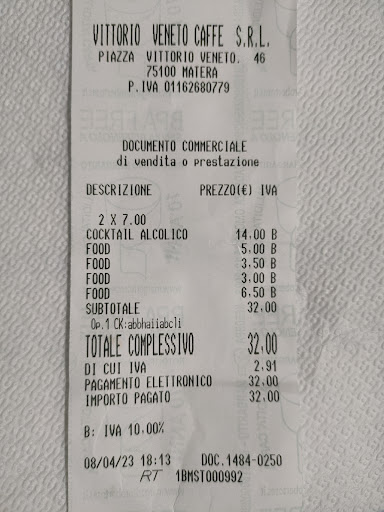 VITTORIO VENETO CAFFE S.R.L.
PIAZZA VITTORIO VENETO. 46
75100 MATERA
P.IVA 01162680779
DOCUMENTO COMMERCIALE
di vendita o prestazione
DESCRIZIONE PREZZO(€) IVA
2 X 7.00
COCKTAIL ALCOLICO 14,00 B
FOOD 5,00 B
FOOD 3,50 B
FOOD 3,00 B
FOOD 6,50 B
SUBTOTALE 32,00
Op.1 CK:abbhaiiabcli
TOTALE COMPLESSIVO 32,00
DI CUI IVA 2,91
PAGAMENTO ELETTRONICO 32,00
IMPORTO PAGATO 32,00
B: IVA 10,00%
08/04/23 18:13 DOC.1484-0250
RT 1BMST000992